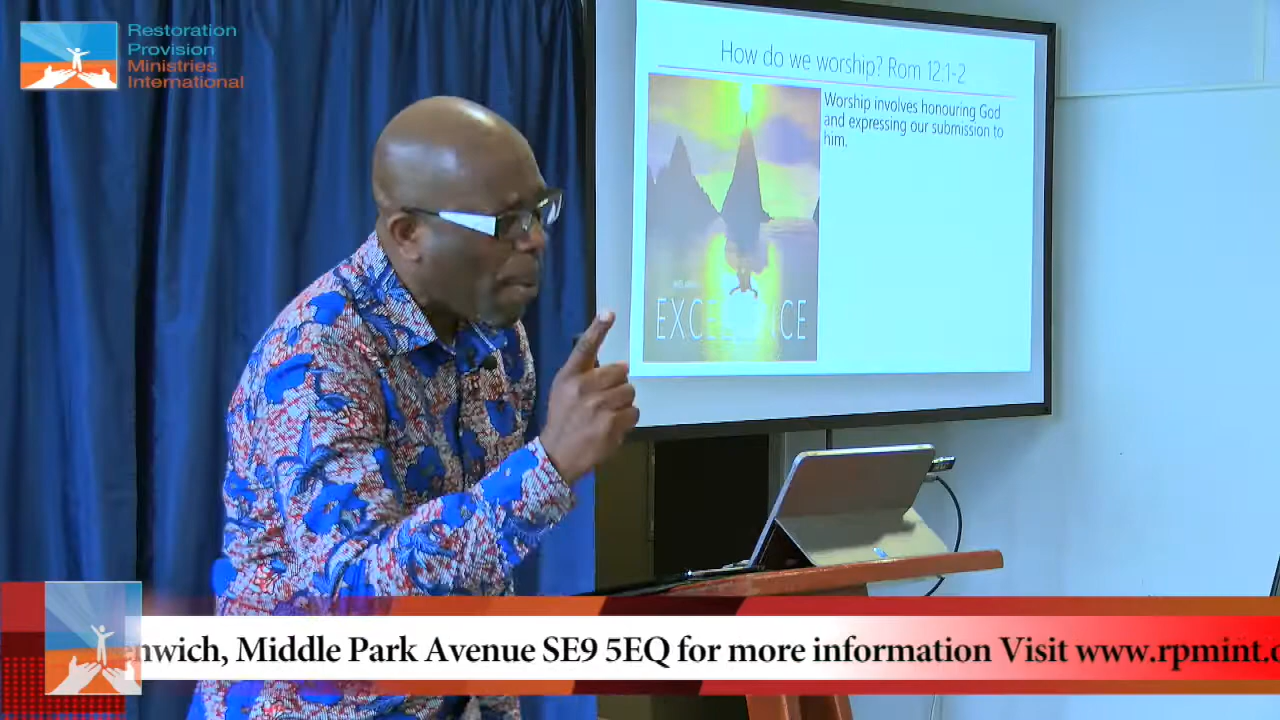 Restoration
Provision
Ministries
International
How do we worship? Rom 12:1-2
Worship involves honouring God
and expressing our submission to
him.
enwich, Middle Park Avenue SE9 5EQ for more information Visit www.rpmint.